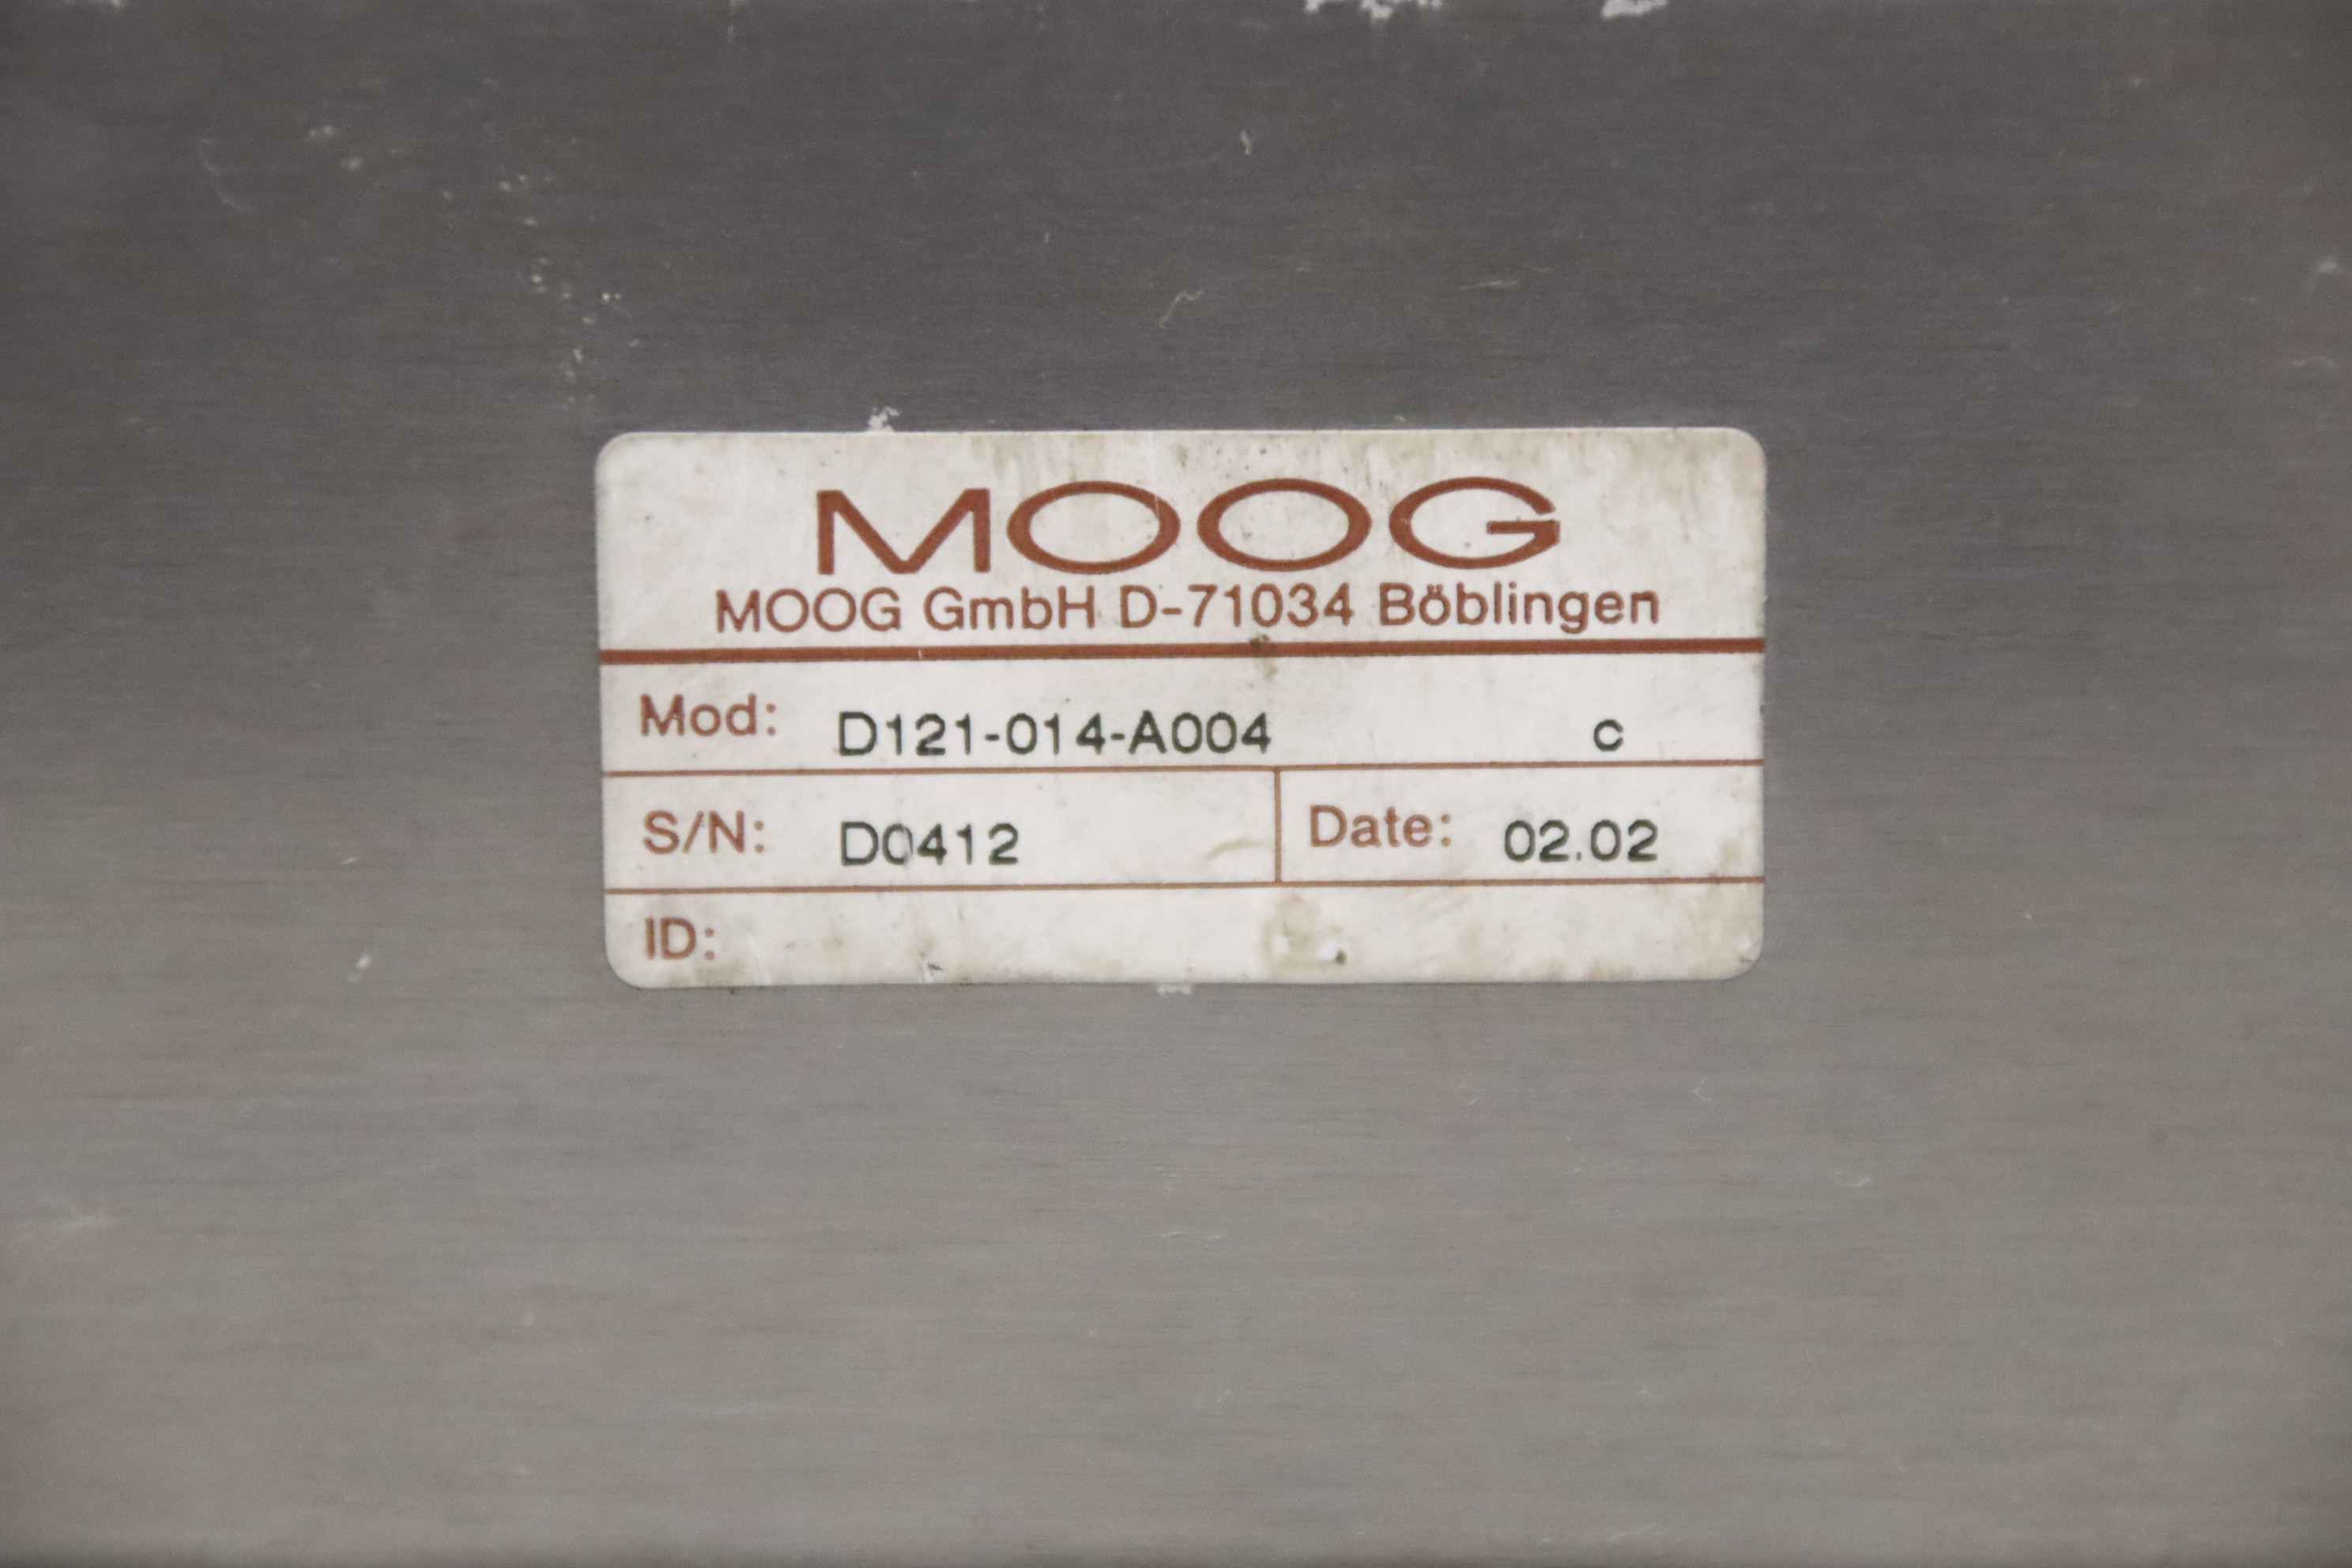 MOOG
MOOG GmbH D-71034 Böblingen
Mod: D121-014-A004 c
S/N: D0412 Date: 02.02
ID: